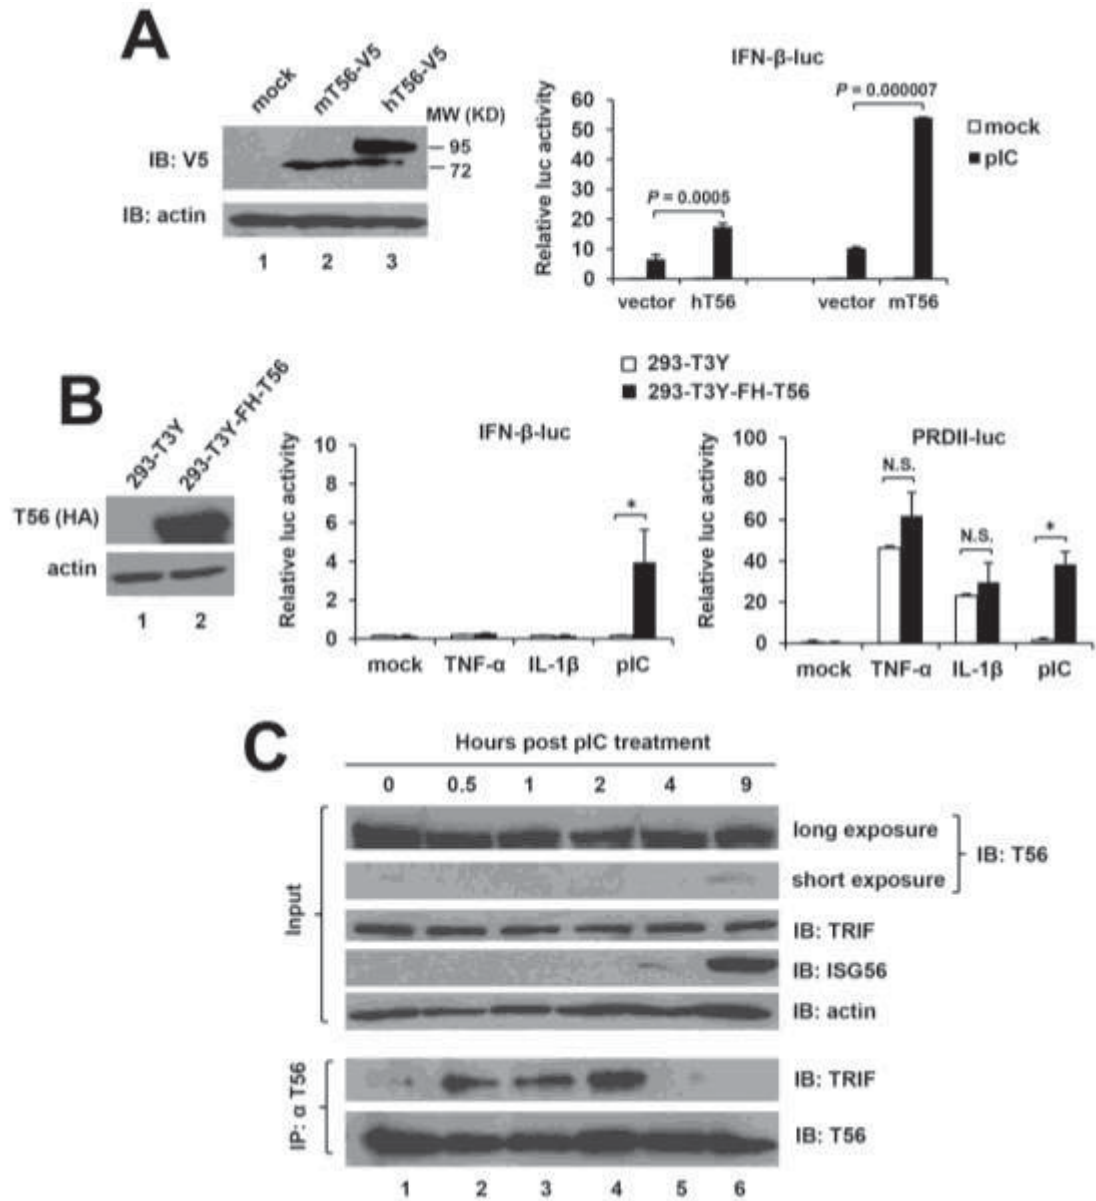 A
mock
mT56-V5
hT56-V5
MW (KD)
IB: V5
95
72
IB: actin
1 2 3
IFN-β-luc
P = 0.000007
P = 0.0005
mock
pIC
Relative luc activity
60
50
40
30
20
10
0
vector hT56 vector mT56
B
293-T3Y
293-T3Y-FH-T56
T56 (HA)
actin
1 2
293-T3Y
293-T3Y-FH-T56
IFN-β-luc
Relative luc activity
10
8
6
4
2
0
*
mock TNF-α IL-1β pIC
PRDII-luc
Relative luc activity
100
80
60
40
20
0
N.S.
N.S.
*
mock TNF-α IL-1β pIC
C
Hours post pIC treatment
0 0.5 1 2 4 9
Input
long exposure
short exposure
IB: T56
IB: TRIF
IB: ISG56
IB: actin
IP: α T56
IB: TRIF
IB: T56
1 2 3 4 5 6